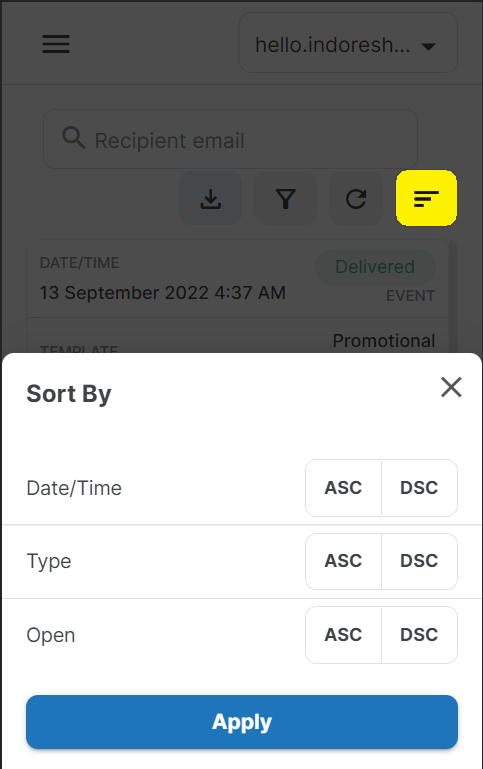 hello.indoresh...
Recipient email
DATE/TIME
Delivered
13 September 2022 4:37 AM
EVENT
Promotional
TEMPLATE
Sort By
Date/Time ASC DSC
Type ASC DSC
Open ASC DSC
Apply